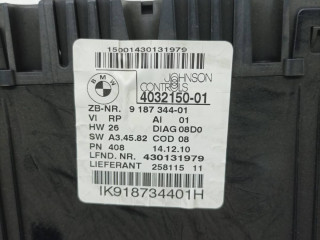 15001430131979
BMW
JOHNSON
CONTROLS
4032150-01
ZB-NR. 9 187 344-01
VI RP AI 01
HW 26 DIAG 08D0
SW A3.45.82 COD 08
PN 408 14.12.10
LFND. NR. 430131979
LIEFERANT 258115 11
IK918734401H